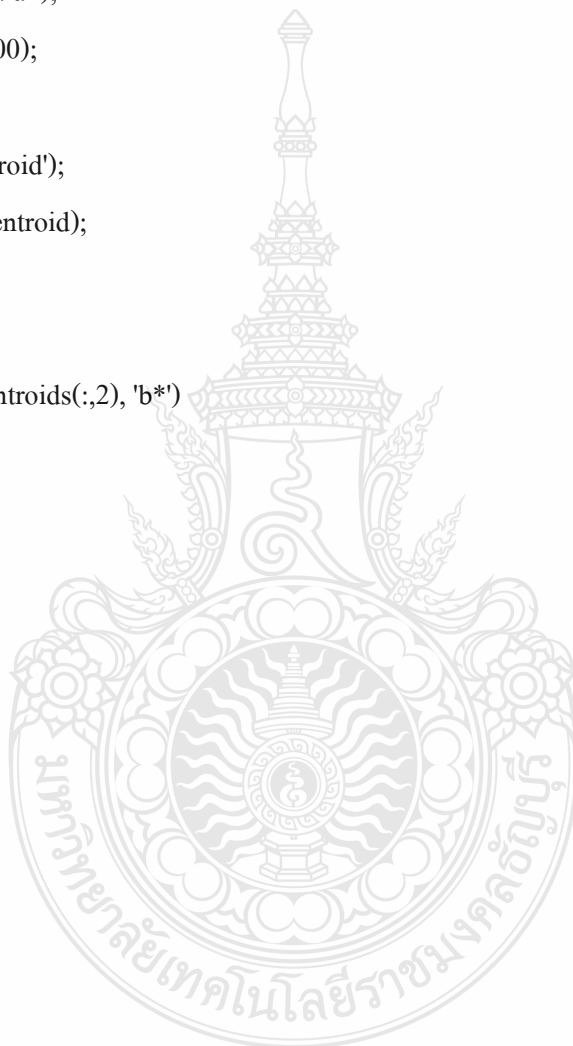 00);
roid');
entroid);
ntroids(:,2), 'b*')
มหาวิทยาลัยเทคโนโลยีราชมงคลธัญบุรี